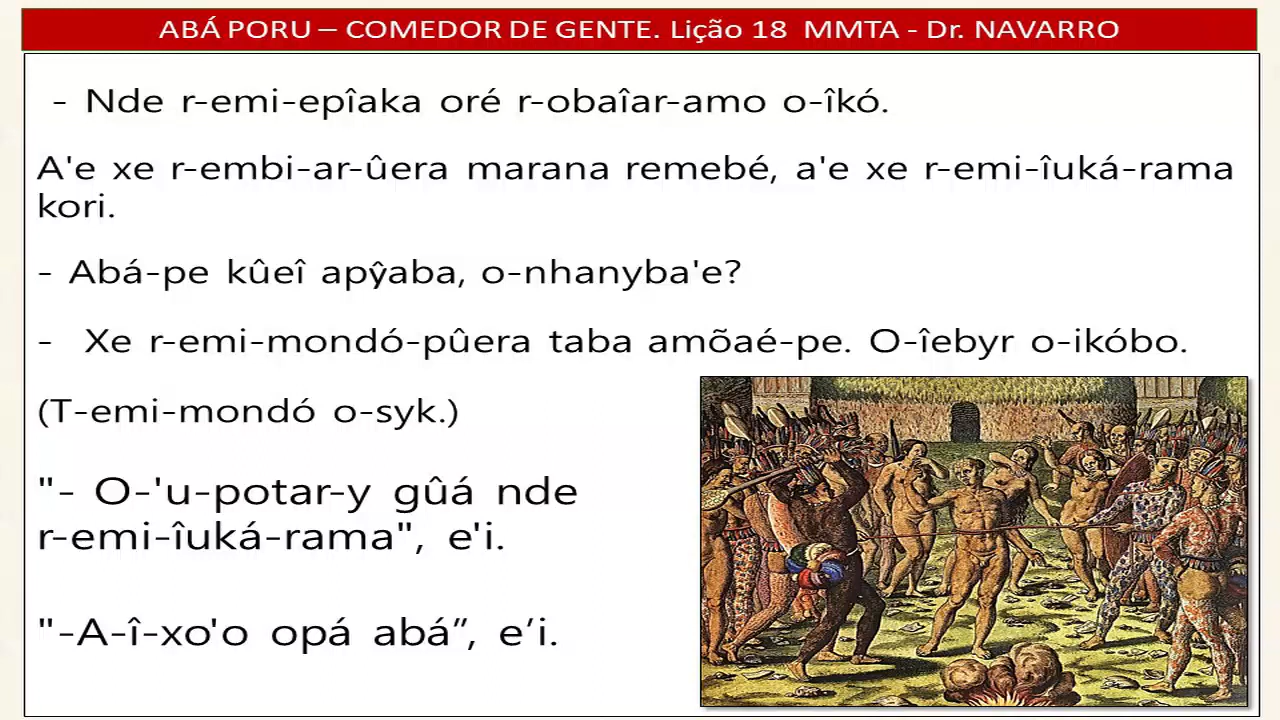 ABÁ PORU – COMEDOR DE GENTE. Lição 18 MMTA - Dr. NAVARRO
- Nde r-emi-epîaka oré r-obaîar-amo o-îkó.
A'e xe r-embi-ar-ûera marana remebé, a'e xe r-emi-îuká-rama
kori.
- Abá-pe kûeî apŷaba, o-nhanyba'e?
- Xe r-emi-mondó-pûera taba amõaé-pe. O-îebyr o-ikóbo.
(T-emi-mondó o-syk.)
"- O-'u-potar-y gûá nde
r-emi-îuká-rama", e'i.
"-A-î-xo'o opá abá”, e’i.